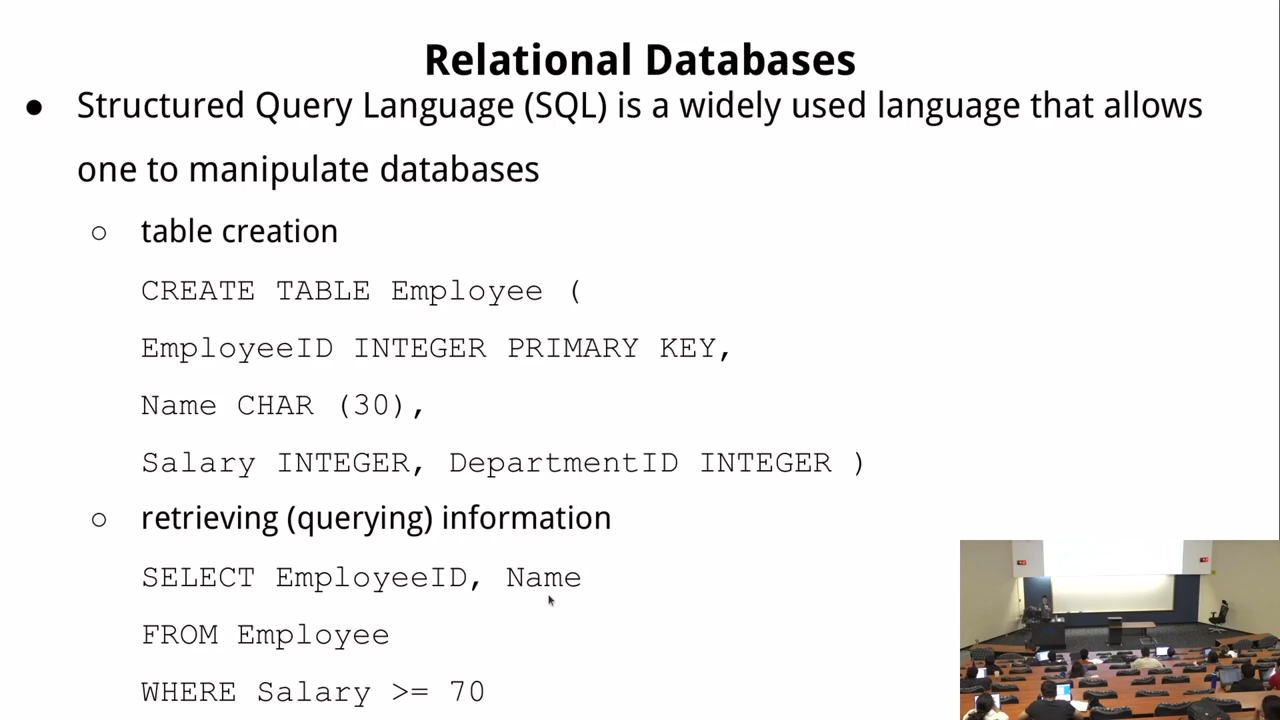 Relational Databases
● Structured Query Language (SQL) is a widely used language that allows
one to manipulate databases
○ table creation
CREATE TABLE Employee (
EmployeeID INTEGER PRIMARY KEY,
Name CHAR (30),
Salary INTEGER, DepartmentID INTEGER )
○ retrieving (querying) information
SELECT EmployeeID, Name
FROM Employee
WHERE Salary >= 70